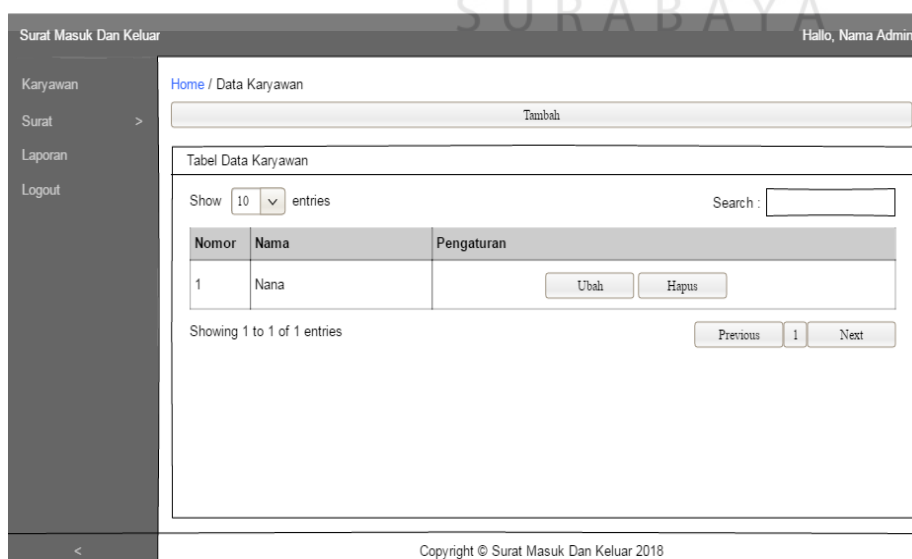 SURABAYA
Surat Masuk Dan Keluar Hallo, Nama Admin
Karyawan
Surat >
Laporan
Logout
<
Home / Data Karyawan
Tambah
Tabel Data Karyawan
Show 10 entries Search :
Nomor Nama Pengaturan
1 Nana Ubah Hapus
Showing 1 to 1 of 1 entries Previous 1 Next
Copyright © Surat Masuk Dan Keluar 2018